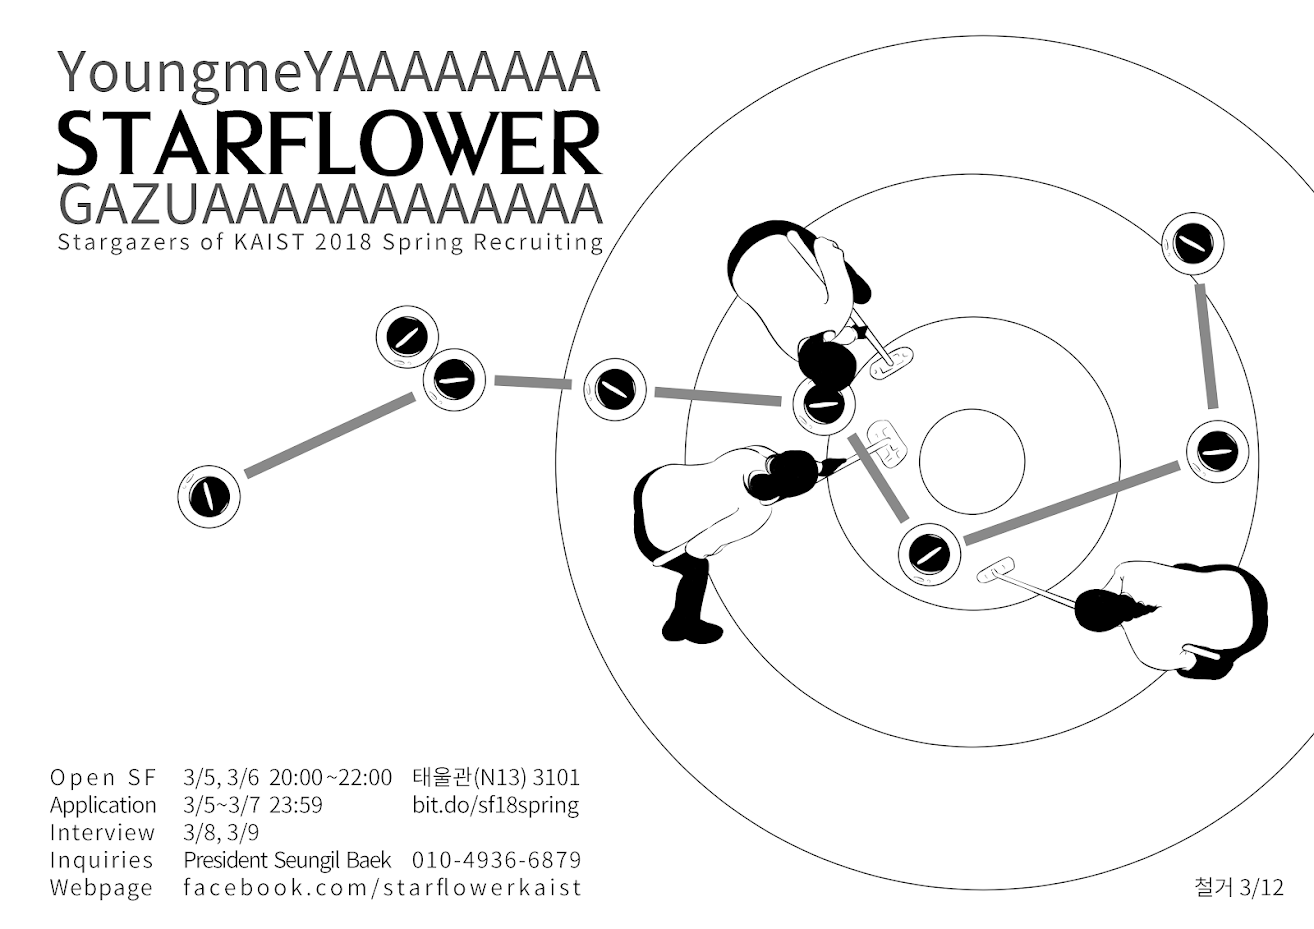 YoungmeYAAAAAAAA
STARFLOWER
GAZUAAAAAAAAAAAA
Stargazers of KAIST 2018 Spring Recruiting
Open SF 3/5, 3/6 20:00~22:00 태울관(N13) 3101
Application 3/5~3/7 23:59 bit.do/sf18spring
Interview 3/8, 3/9
Inquiries President Seungil Baek 010-4936-6879
Webpage facebook.com/starflowerkaist
철거 3/12